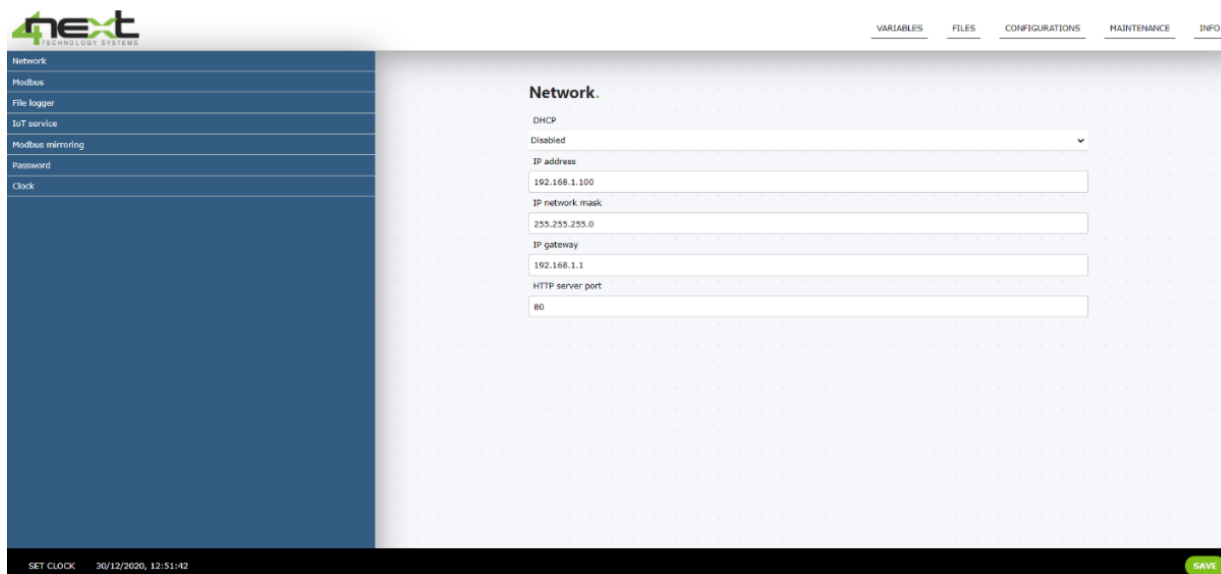 4next
TECHNOLOGY SYSTEMS
VARIABLES FILES CONFIGURATIONS MAINTENANCE INFO
Network
Modbus
File logger
IoT service
Modbus mirroring
Password
Clock
Network.
DHCP
Disabled
IP address
192.168.1.100
IP network mask
255.255.255.0
IP gateway
192.168.1.1
HTTP server port
80
SET CLOCK 30/12/2020, 12:51:42
SAVE